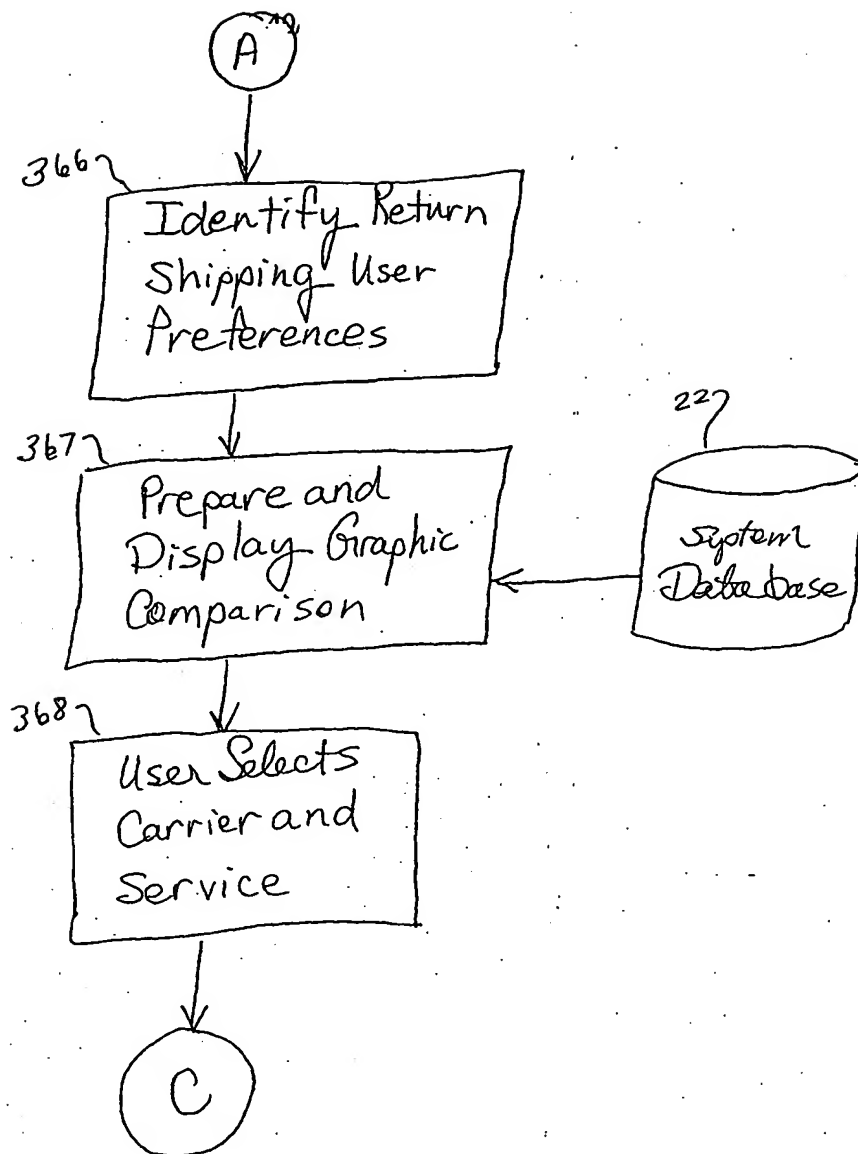 A
366
Identify Return
Shipping User
Preferences
367
Prepare and
Display Graphic
Comparison
22
System
Database
368
User Selects
Carrier and
Service
C